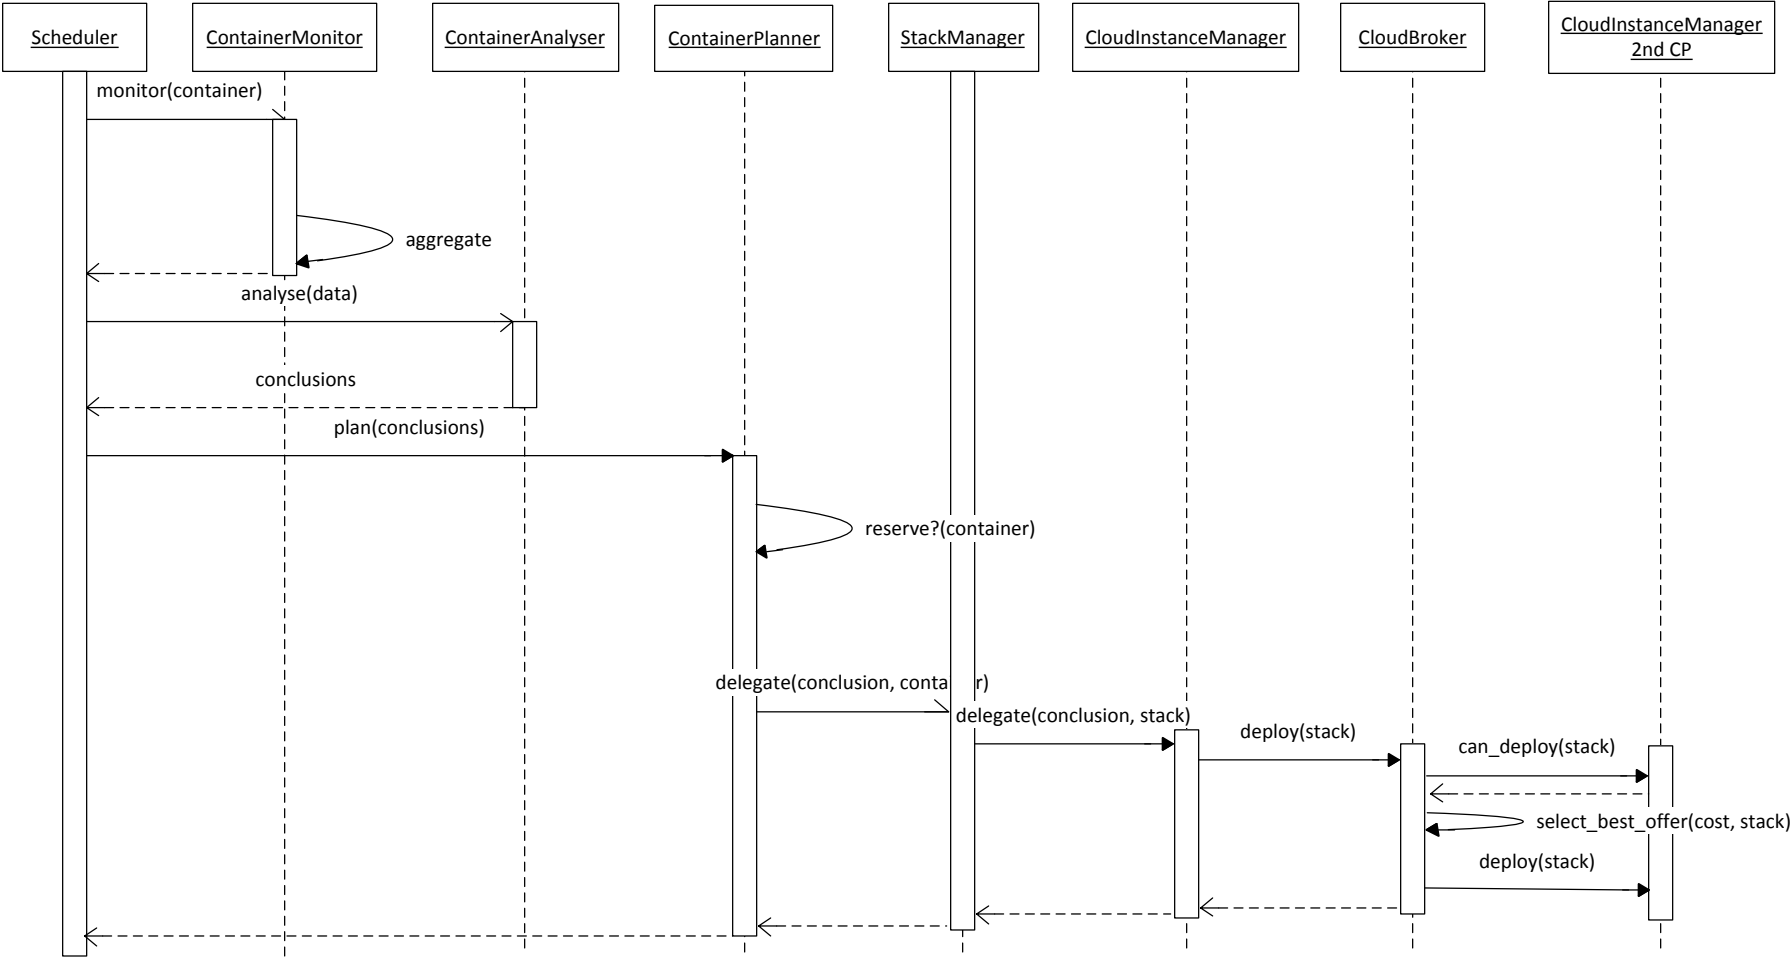 Scheduler
ContainerMonitor
ContainerAnalyser
ContainerPlanner
StackManager
CloudInstanceManager
CloudBroker
CloudInstanceManager
2nd CP
monitor(container)
aggregate
analyse(data)
conclusions
plan(conclusions)
reserve?(container)
delegate(conclusion, conta r)
delegate(conclusion, stack)
deploy(stack)
can_deploy(stack)
select_best_offer(cost, stack)
deploy(stack)